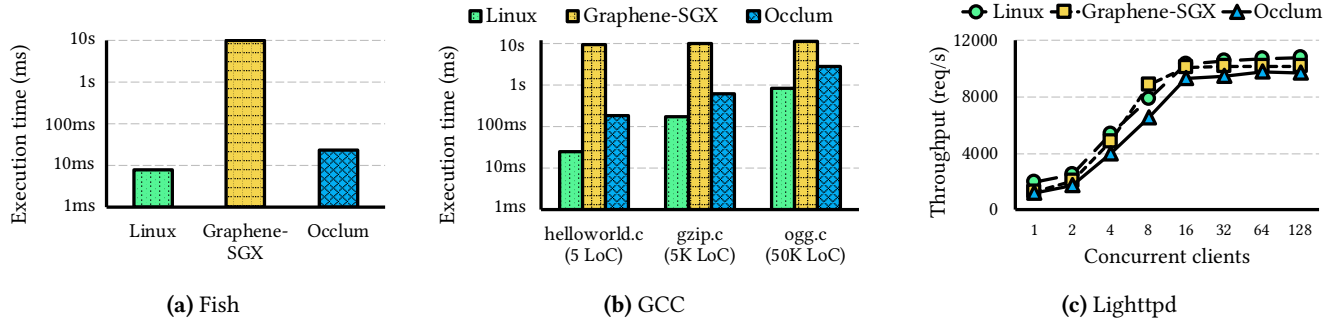 Execution time (ms)
10s
1s
100ms
10ms
1ms
Linux
Graphene-
SGX
Occlum
(a) Fish
Linux Graphene-SGX Occlum
Execution time (ms)
10s
1s
100ms
10ms
1ms
helloworld.c
(5 LoC)
gzip.c
(5K LoC)
ogg.c
(50K LoC)
(b) GCC
Linux Graphene-SGX Occlum
Throughput (req/s)
12000
8000
4000
0
1 2 4 8 16 32 64 128
Concurrent clients
(c) Lighttpd